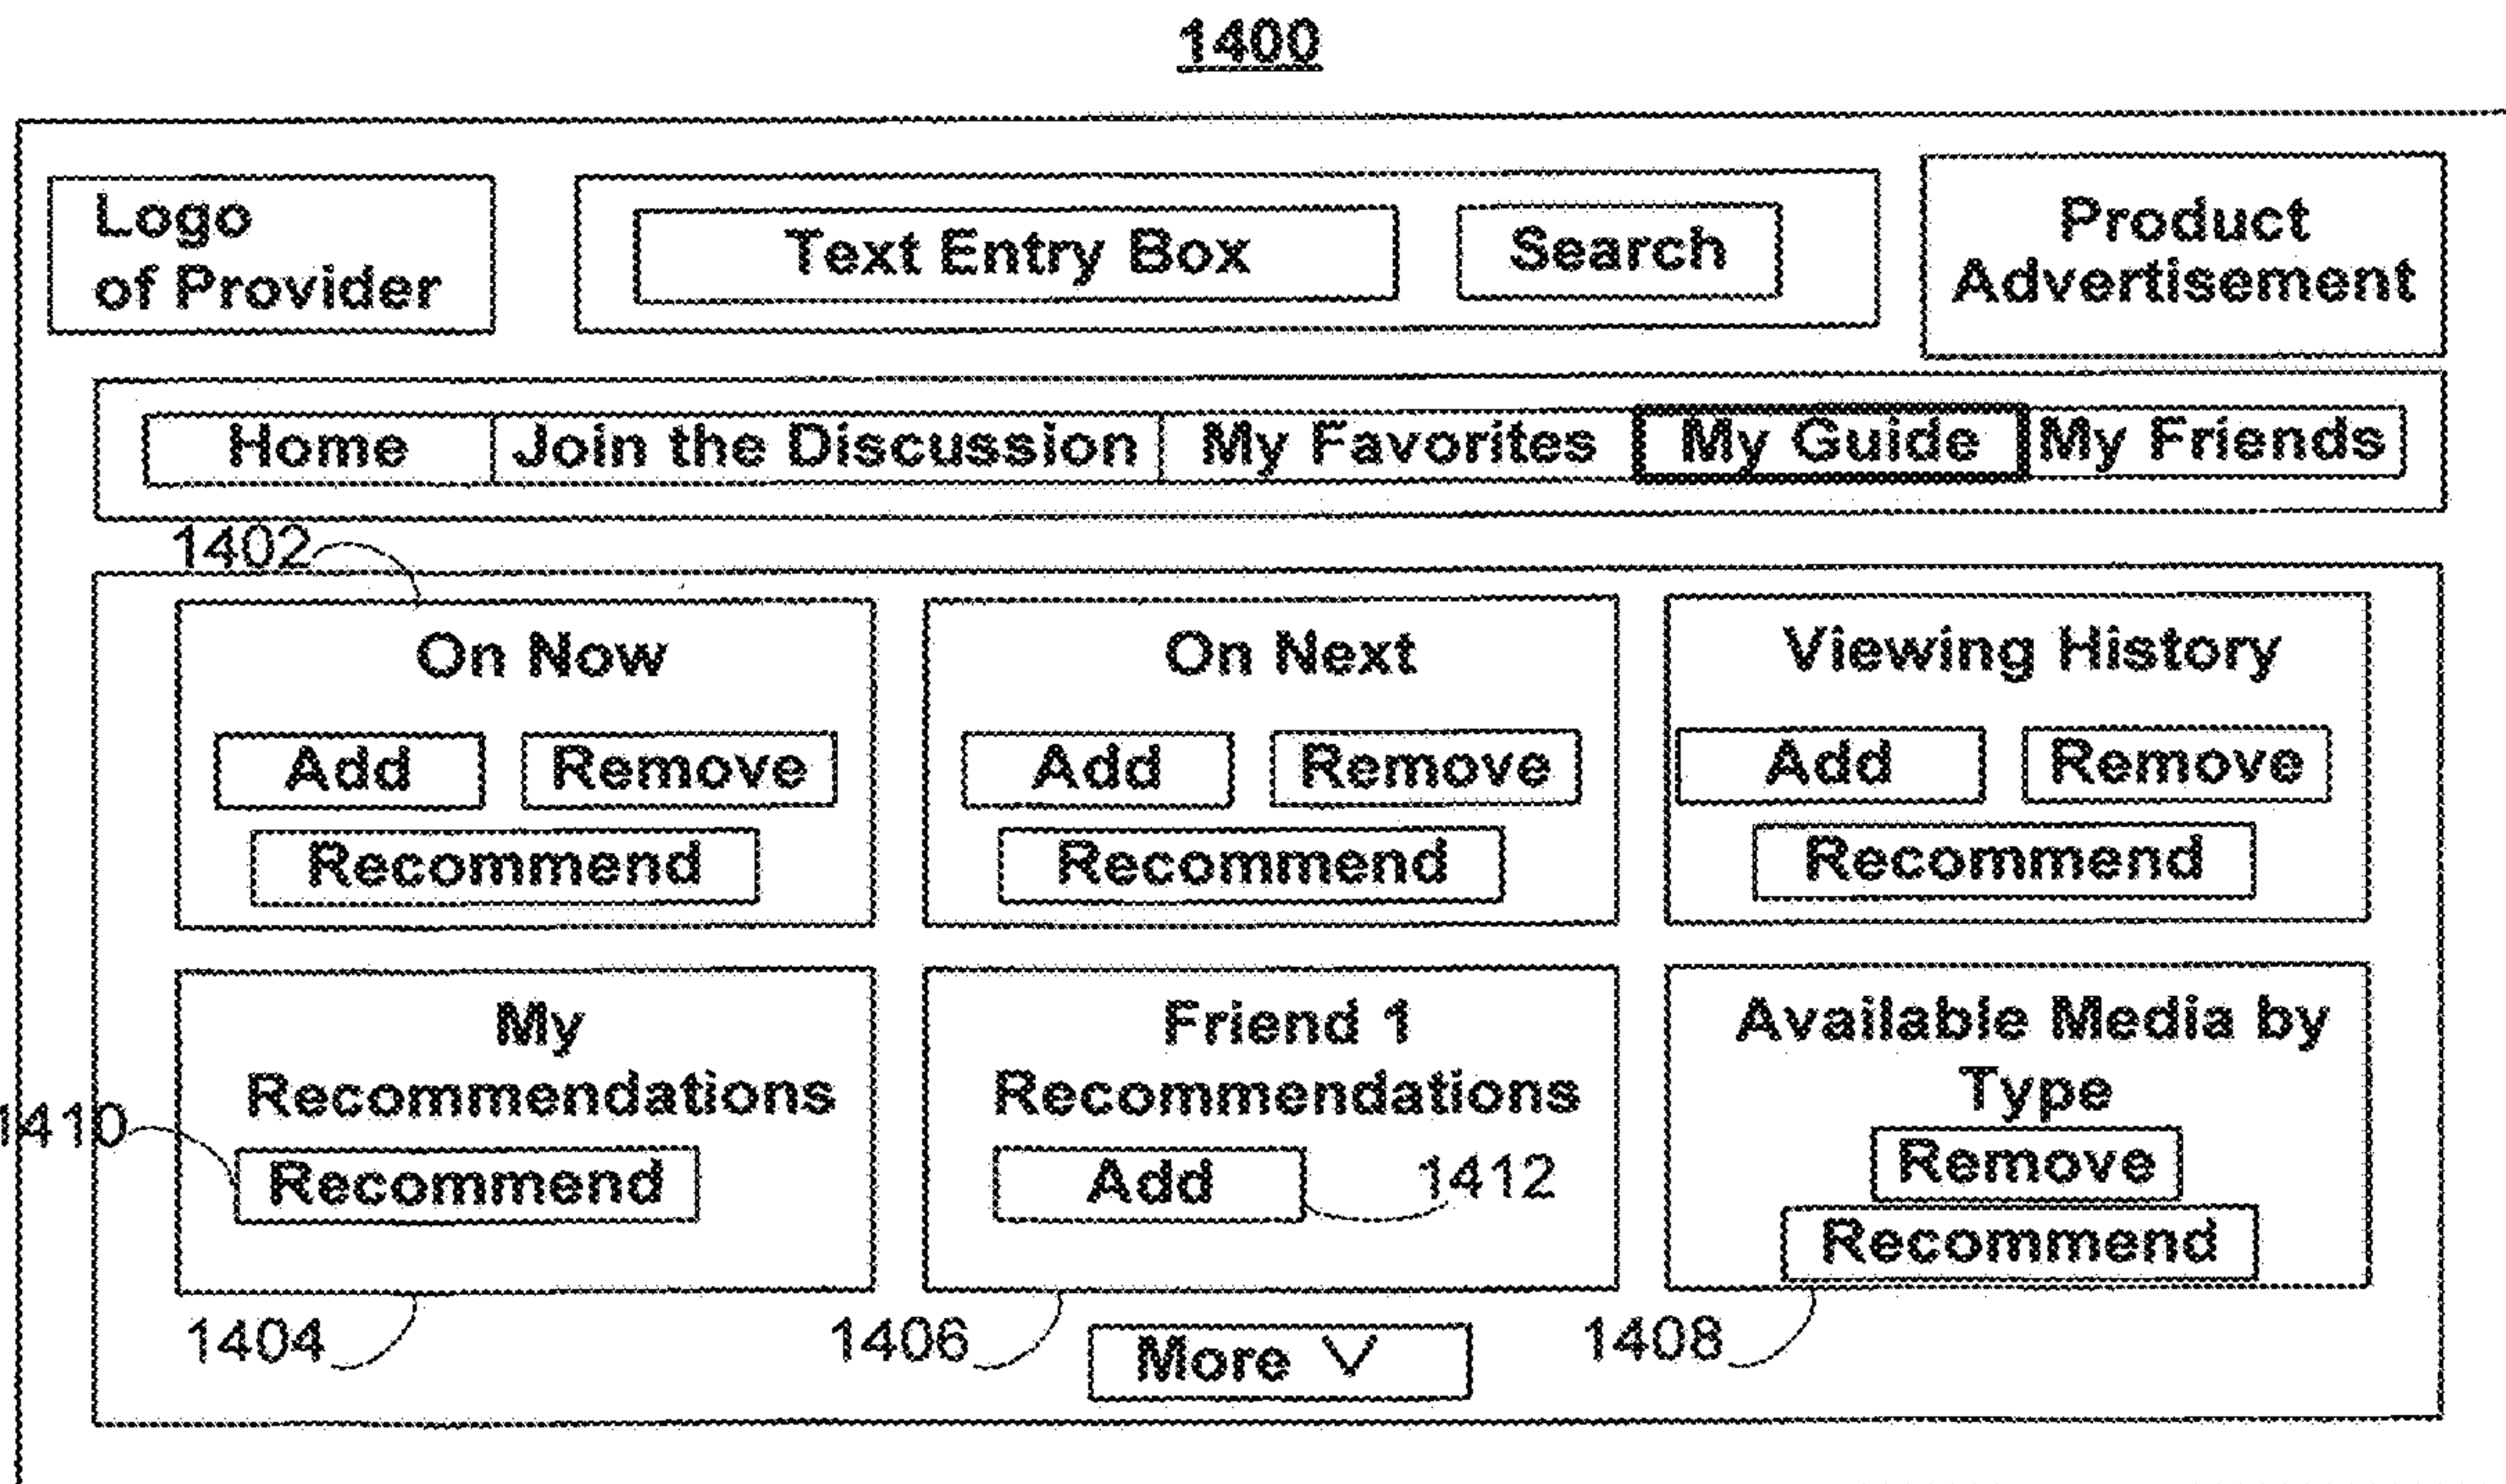 1400
Logo
of Provider
Text Entry Box
Search
Product
Advertisement
Home
Join the Discussion
My Favorites
My Guide
My Friends
1402
On Now
Add
Remove
Recommend
On Next
Add
Remove
Recommend
Viewing History
Add
Remove
Recommend
My
Recommendations
1410
Recommend
1404
Friend 1
Recommendations
Add
1412
1406
Available Media by
Type
Remove
Recommend
1408
More V